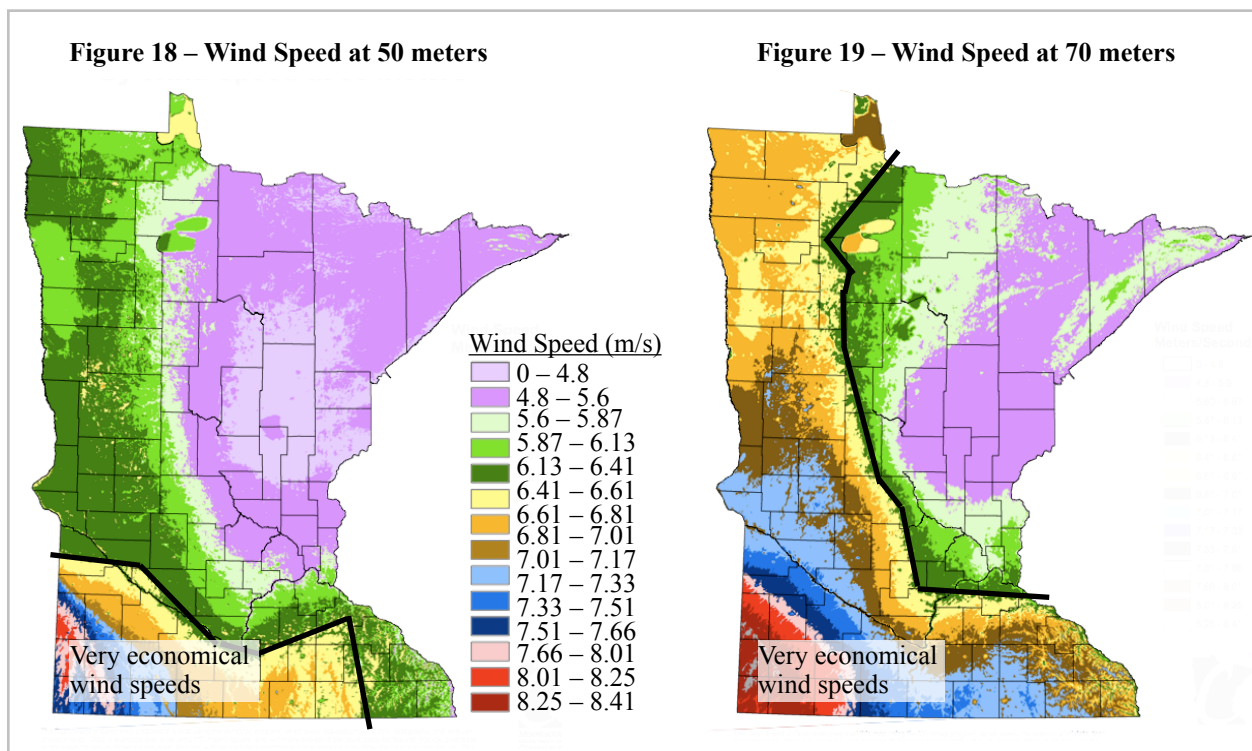 Figure 18 – Wind Speed at 50 meters
Figure 19 – Wind Speed at 70 meters
Wind Speed (m/s)
0 – 4.8
4.8 – 5.6
5.6 – 5.87
5.87 – 6.13
6.13 – 6.41
6.41 – 6.61
6.61 – 6.81
6.81 – 7.01
7.01 – 7.17
7.17 – 7.33
7.33 – 7.51
7.51 – 7.66
7.66 – 8.01
8.01 – 8.25
8.25 – 8.41
Very economical
wind speeds
Very economical
wind speeds